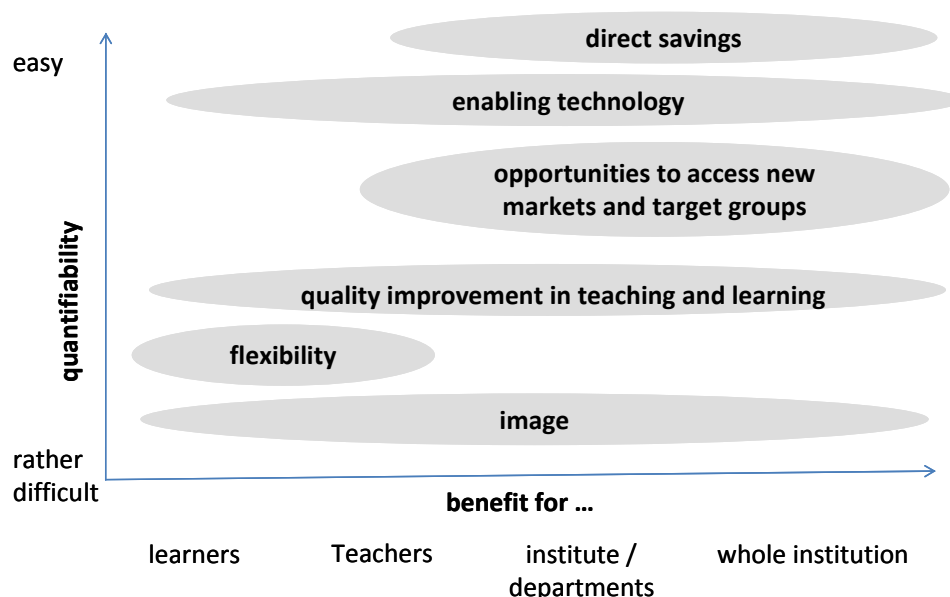 direct savings
easy
enabling technology
opportunities to access new
markets and target groups
quantifiability
quality improvement in teaching and learning
flexibility
image
rather
difficult
benefit for ...
learners
Teachers
institute /
departments
whole institution